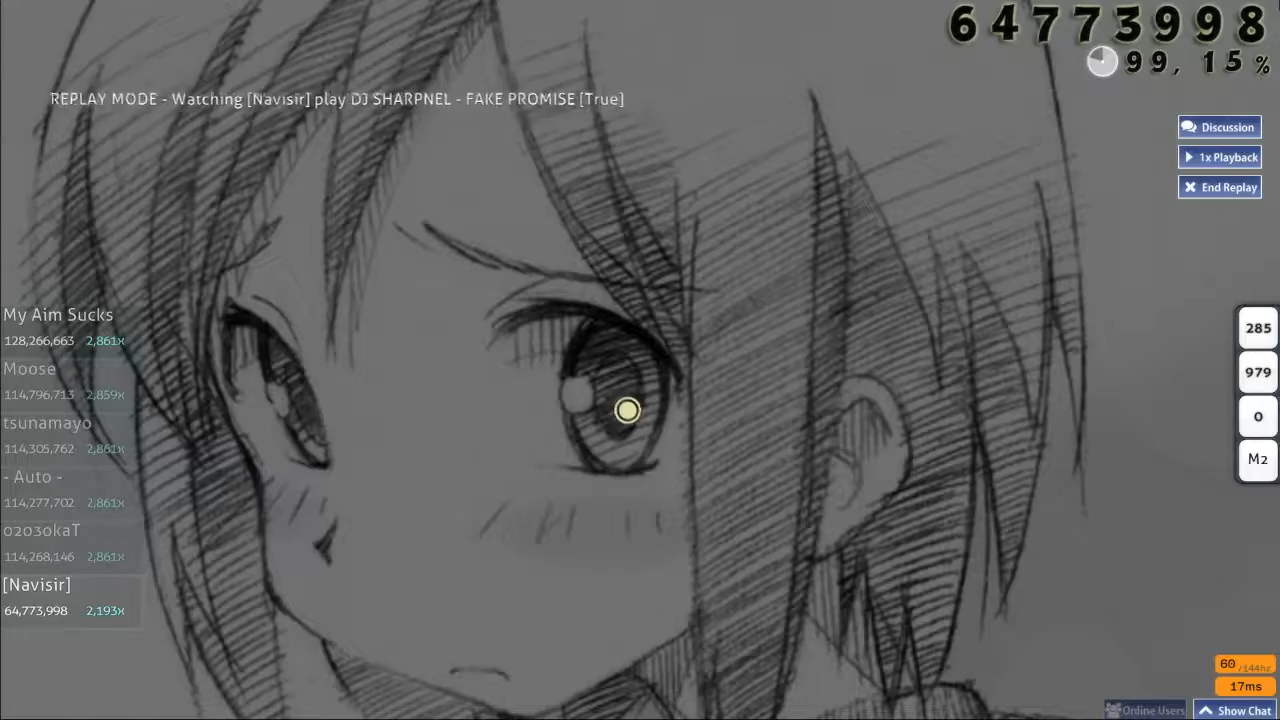 64773998
99, 15 %
REPLAY MODE - Watching [Navisir] play DJ SHARPNEL - FAKE PROMISE [True]
Discussion
1x Playback
End Replay
My Aim Sucks
128,266,663 2,861x
Moose
114,796,713 2,859x
tsunamayo
114,305,762 2,861x
- Auto -
114,277,702 2,861x
o2o3okaT
114,268,146 2,861x
[Navisir]
64,773,998 2,193x
285
979
0
M2
60 /144hz
17ms
Online Users
Show Chat